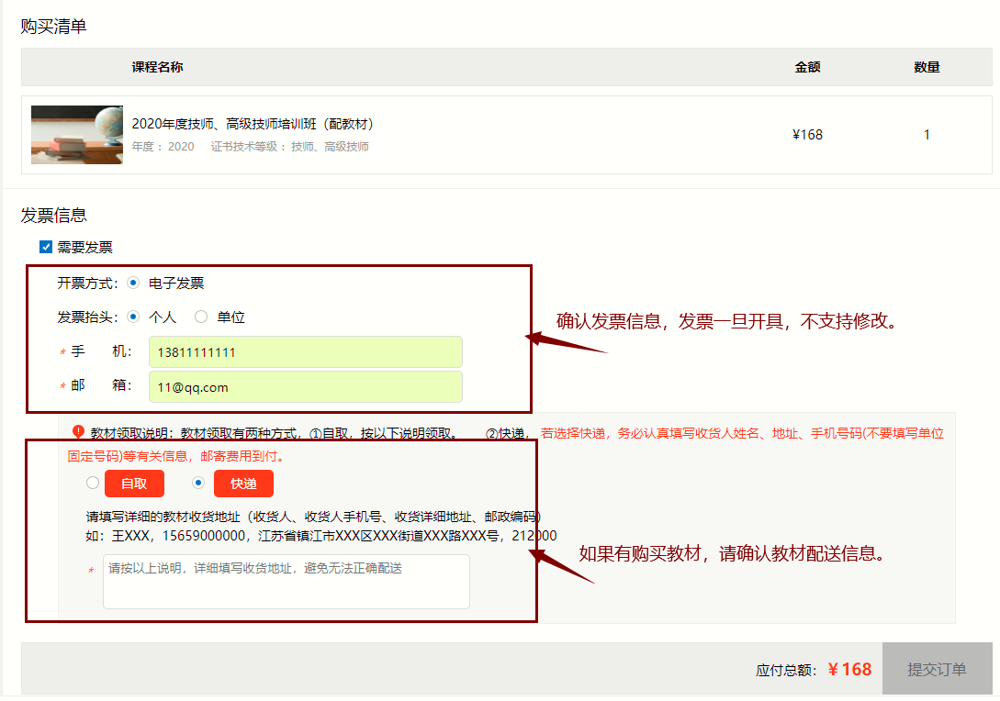 购买清单
课程名称 金额 数量
2020年度技师、高级技师培训班（配教材）
年度：2020 证书技术等级：技师、高级技师
¥168 1
发票信息
需要发票
开票方式： 电子发票
发票抬头： 个人 单位
* 手 机： 13811111111
* 邮 箱： 11@qq.com
确认发票信息，发票一旦开具，不支持修改。
教材领取说明：教材领取有两种方式，①自取，按以下说明领取。 ②快递， 若选择快递，务必认真填写收货人姓名、地址、手机号码(不要填写单位
固定号码)等有关信息，邮寄费用到付。
自取 快递
请填写详细的教材收货地址（收货人、收货人手机号、收货详细地址、邮政编码）
如：王XXX，15659000000，江苏省镇江市XXX区XXX街道XXX路XXX号，212000
* 请按以上说明，详细填写收货地址，避免无法正确配送
如果有购买教材，请确认教材配送信息。
应付总额：￥168 提交订单